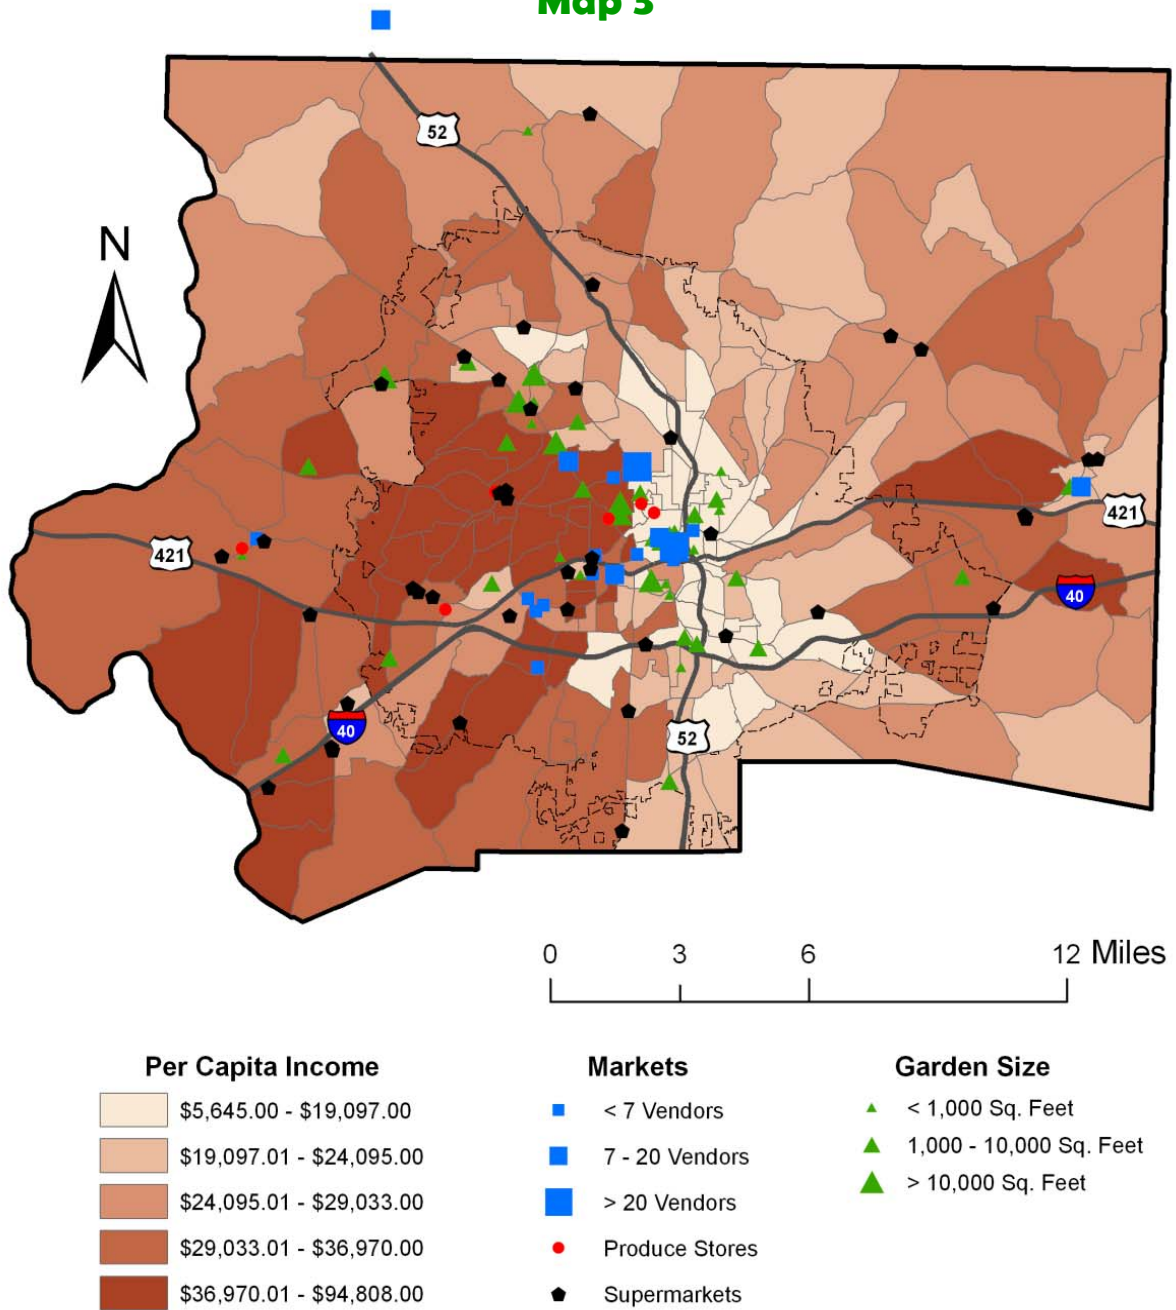 Map 3
52
N
421
421
40
40
52
0 3 6 12 Miles
Per Capita Income
$5,645.00 - $19,097.00
$19,097.01 - $24,095.00
$24,095.01 - $29,033.00
$29,033.01 - $36,970.00
$36,970.01 - $94,808.00
Markets
< 7 Vendors
7 - 20 Vendors
> 20 Vendors
Produce Stores
Supermarkets
Garden Size
< 1,000 Sq. Feet
1,000 - 10,000 Sq. Feet
> 10,000 Sq. Feet